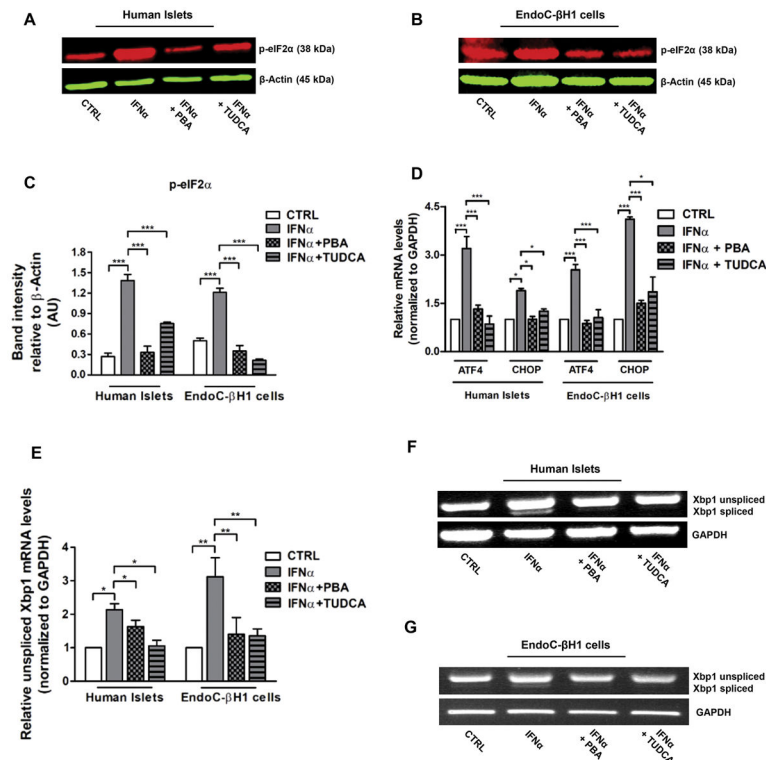 A
Human Islets
p-eIF2α (38 kDa)
β-Actin (45 kDa)
CTRL
IFNα
IFNα
+ PBA
IFNα
+ TUDCA
B
EndoC-βH1 cells
p-eIF2α (38 kDa)
β-Actin (45 kDa)
CTRL
IFNα
IFNα
+ PBA
IFNα
+ TUDCA
C
p-eIF2α
CTRL
IFNα
IFNα+PBA
IFNα+TUDCA
Band intensity
relative to β-Actin
(AU)
1.8
1.5
1.2
0.9
0.6
0.3
0.0
***
***
***
***
***
***
Human Islets
EndoC-βH1 cells
D
CTRL
IFNα
IFNα + PBA
IFNα + TUDCA
Relative mRNA levels
(normalized to GAPDH)
4.5
3.0
1.5
0.0
***
***
***
*
*
*
***
***
***
***
***
*
ATF4
CHOP
ATF4
CHOP
Human Islets
EndoC-βH1 cells
E
CTRL
IFNα
IFNα+PBA
IFNα+TUDCA
Relative unspliced Xbp1 mRNA levels
(normalized to GAPDH)
4
3
2
1
0
*
*
*
**
**
**
Human Islets
EndoC-βH1 cells
F
Human Islets
Xbp1 unspliced
Xbp1 spliced
GAPDH
CTRL
IFNα
IFNα
+ PBA
IFNα
+ TUDCA
G
EndoC-βH1 cells
Xbp1 unspliced
Xbp1 spliced
GAPDH
CTRL
IFNα
IFNα
+ PBA
IFNα
+ TUDCA